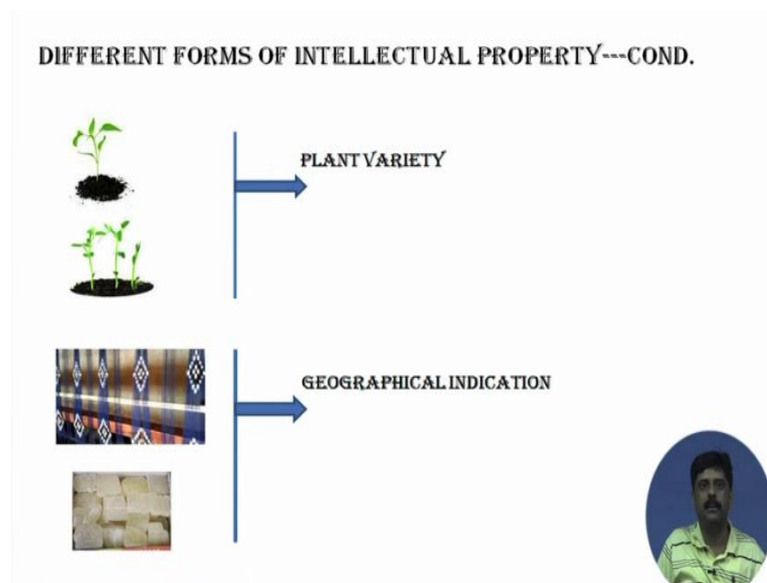 DIFFERENT FORMS OF INTELLECTUAL PROPERTY---COND.
PLANT VARIETY
GEOGRAPHICAL INDICATION